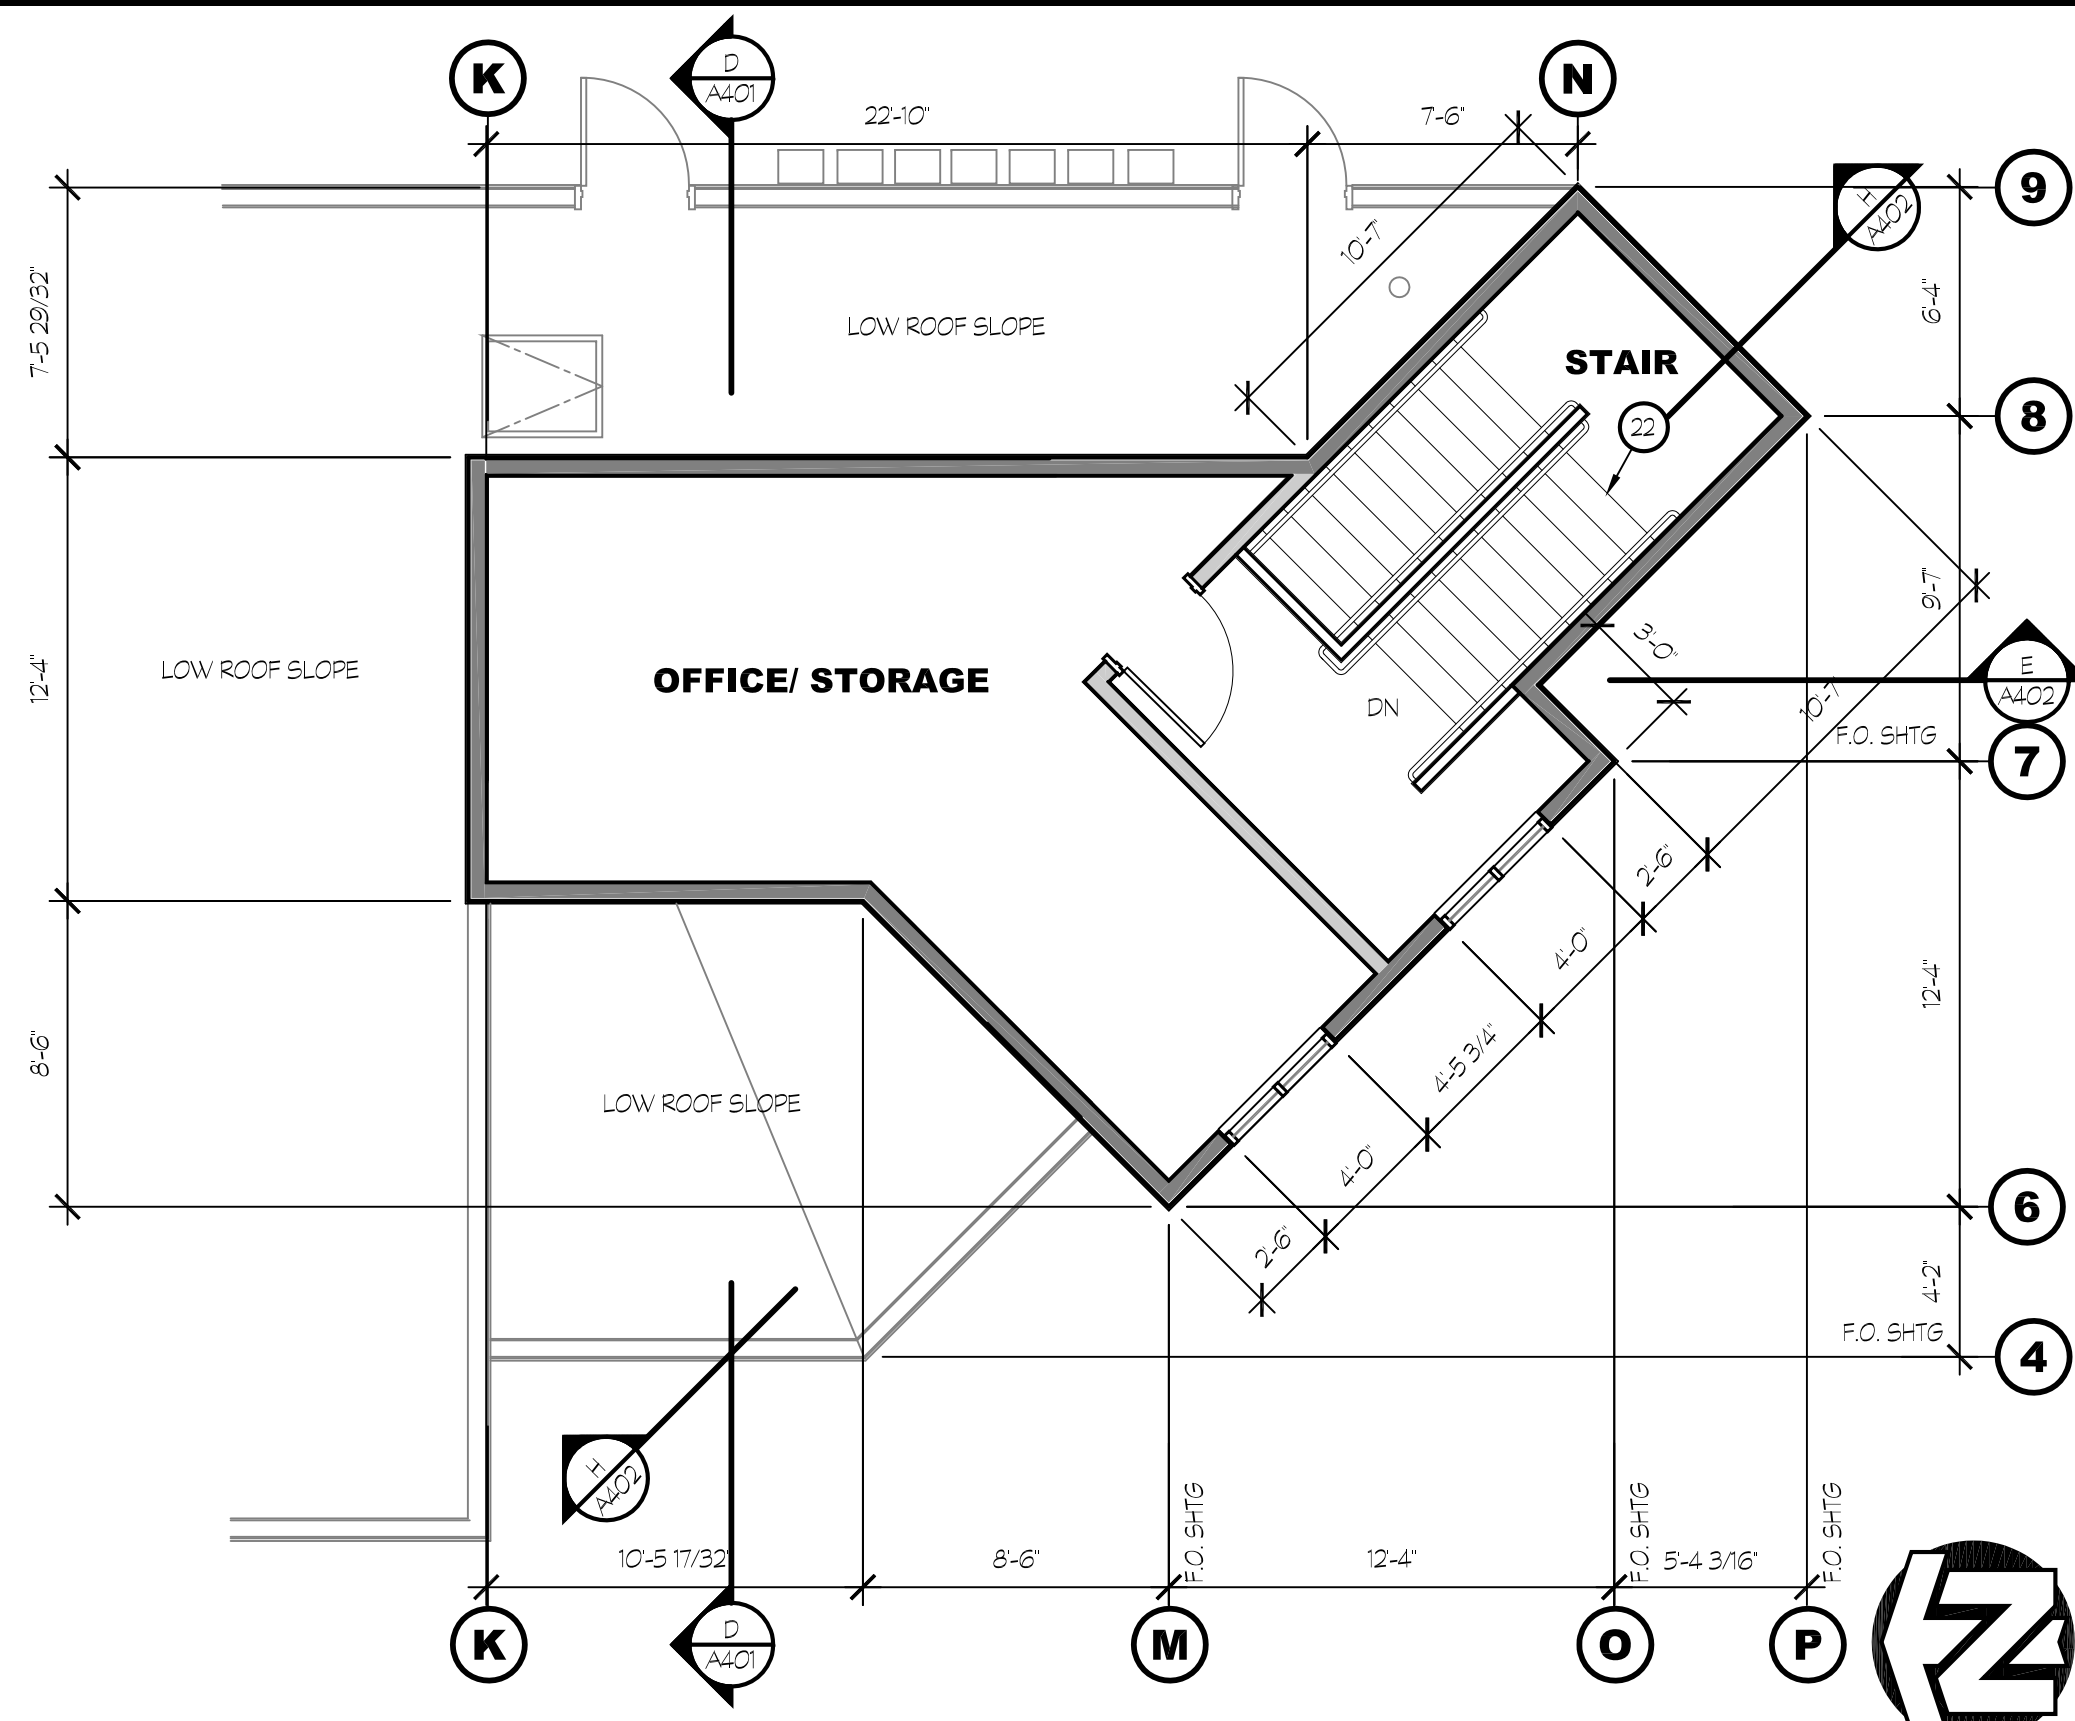 K
D
A401
N
22'-10"
7'-6"
9
H
A402
10'-7"
7'-5 29/32"
6'-4"
LOW ROOF SLOPE
STAIR
8
22
9'-7"
12'-4"
LOW ROOF SLOPE
OFFICE/ STORAGE
3'-0"
E
A402
10'-7"
DN
F.O. SHTG
7
2'-6"
4'-0"
12'-4"
8'-6"
4'-5 3/4"
LOW ROOF SLOPE
4'-0"
6
2'-6"
4'-2"
F.O. SHTG
4
H
A402
F.O. SHTG
F.O. SHTG
F.O. SHTG
10'-5 17/32"
8'-6"
12'-4"
5'-4 3/16"
K
D
A401
M
O
P
Z